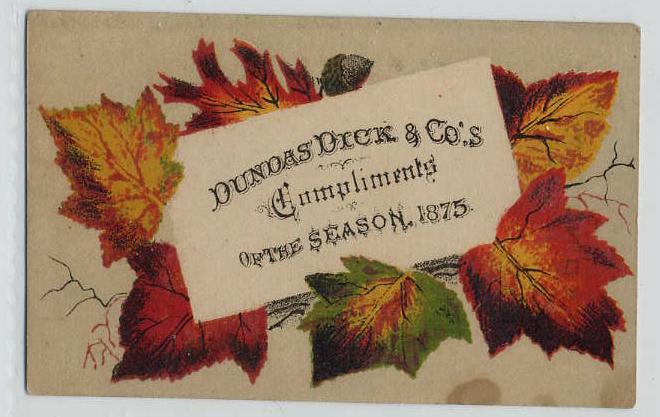 Dundas Dick & Co.'s
Compliments
Of the Season, 1875.